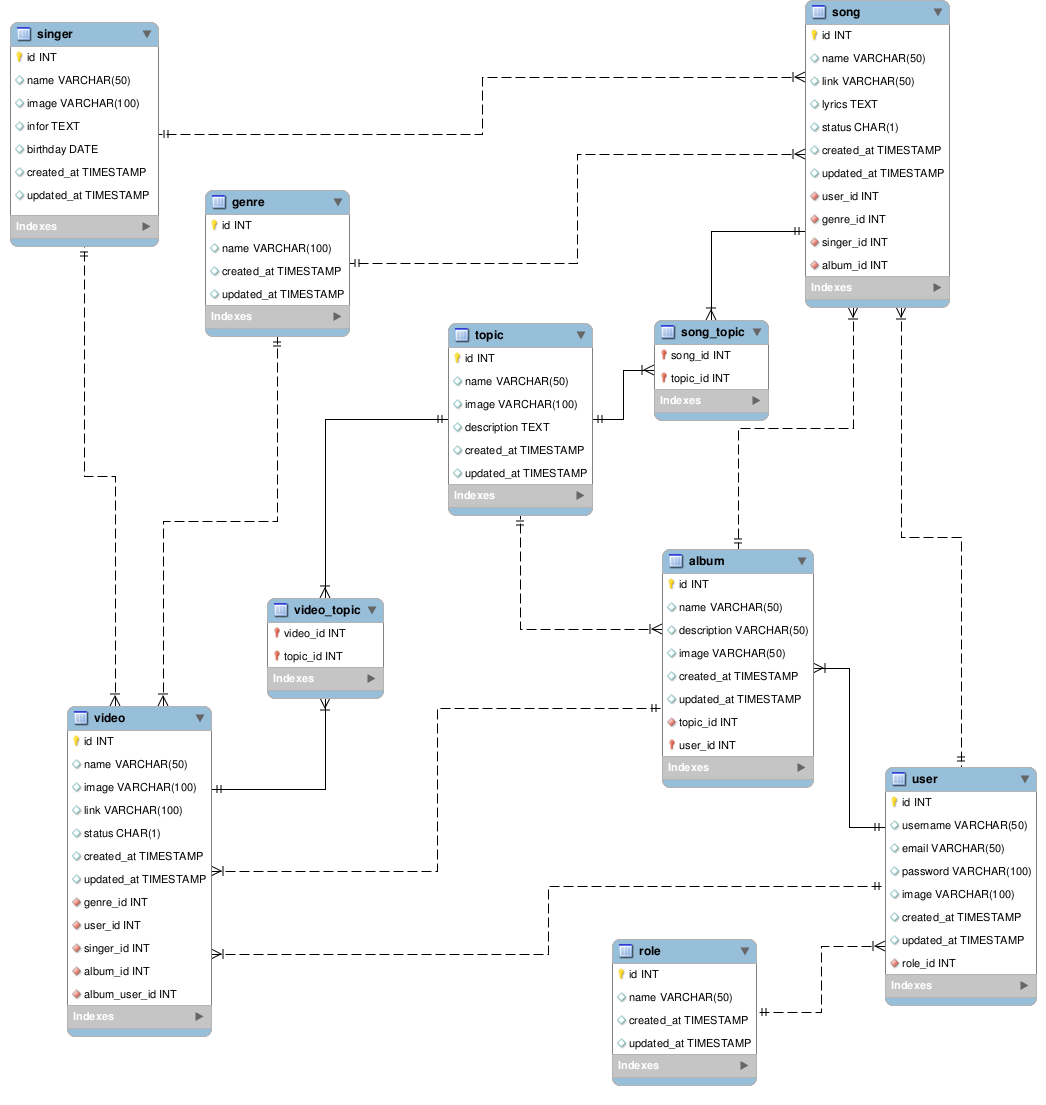 singer
id INT
name VARCHAR(50)
image VARCHAR(100)
infor TEXT
birthday DATE
created_at TIMESTAMP
updated_at TIMESTAMP
Indexes
song
id INT
name VARCHAR(50)
link VARCHAR(50)
lyrics TEXT
status CHAR(1)
created_at TIMESTAMP
updated_at TIMESTAMP
user_id INT
genre_id INT
singer_id INT
album_id INT
Indexes
genre
id INT
name VARCHAR(100)
created_at TIMESTAMP
updated_at TIMESTAMP
Indexes
topic
id INT
name VARCHAR(50)
image VARCHAR(100)
description TEXT
created_at TIMESTAMP
updated_at TIMESTAMP
Indexes
song_topic
song_id INT
topic_id INT
Indexes
album
id INT
name VARCHAR(50)
description VARCHAR(50)
image VARCHAR(50)
created_at TIMESTAMP
updated_at TIMESTAMP
topic_id INT
user_id INT
Indexes
video_topic
video_id INT
topic_id INT
Indexes
video
id INT
name VARCHAR(50)
image VARCHAR(100)
link VARCHAR(100)
status CHAR(1)
created_at TIMESTAMP
updated_at TIMESTAMP
genre_id INT
user_id INT
singer_id INT
album_id INT
album_user_id INT
Indexes
user
id INT
username VARCHAR(50)
email VARCHAR(50)
password VARCHAR(100)
image VARCHAR(100)
created_at TIMESTAMP
updated_at TIMESTAMP
role_id INT
Indexes
role
id INT
name VARCHAR(50)
created_at TIMESTAMP
updated_at TIMESTAMP
Indexes